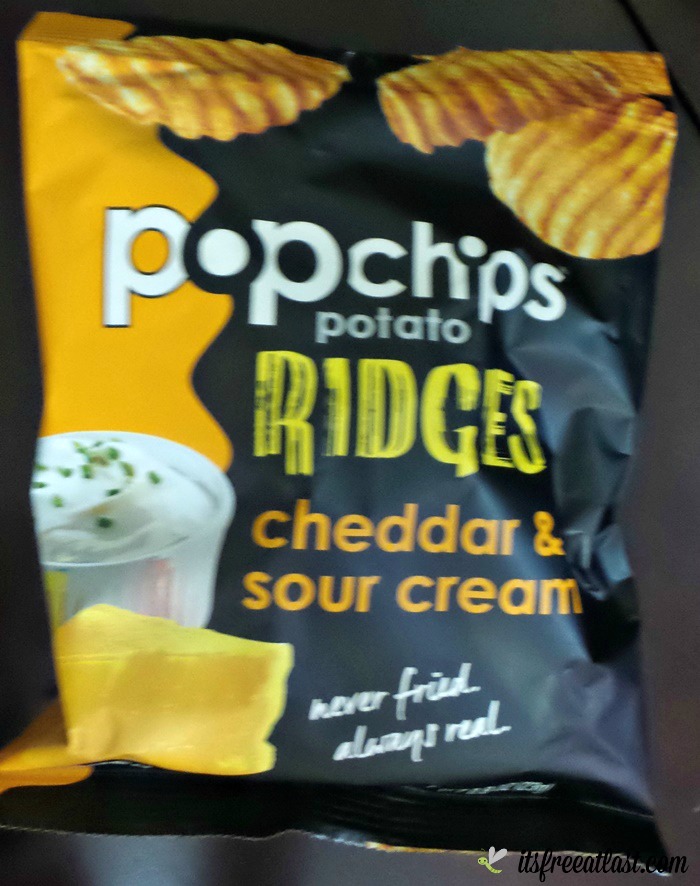 popchips
potato
RIDGES
cheddar &
sour cream
never fried.
always real.
itsfreeatlast.com